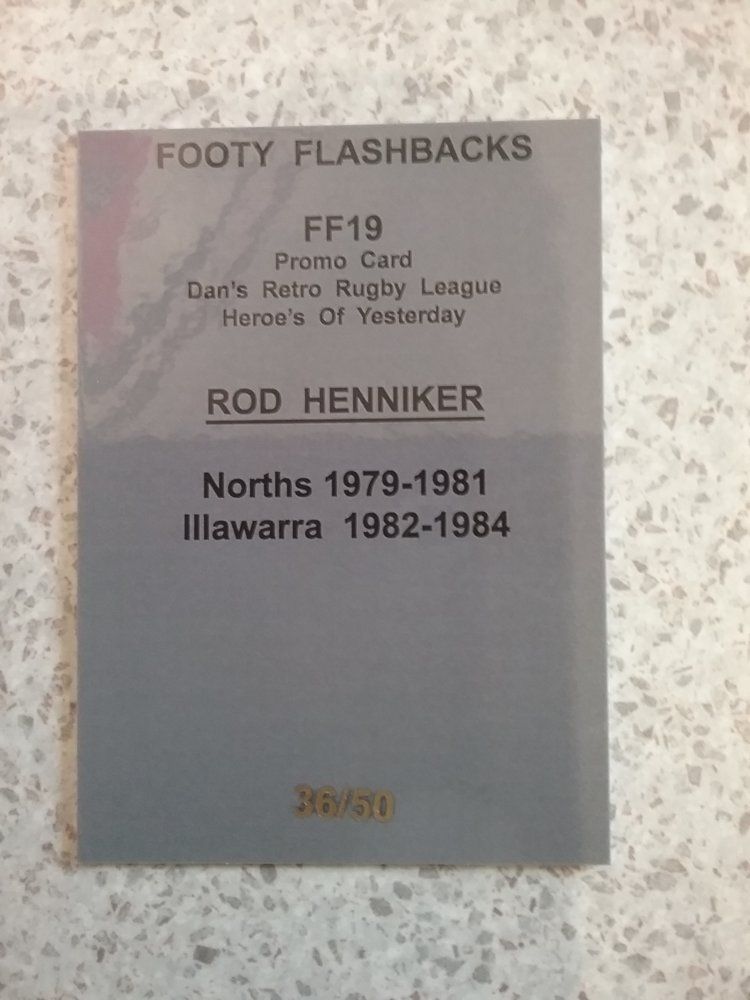 FOOTY FLASHBACKS
FF19
Promo Card
Dan's Retro Rugby League
Heroe's Of Yesterday
ROD HENNIKER
Norths 1979-1981
Illawarra 1982-1984
36/50